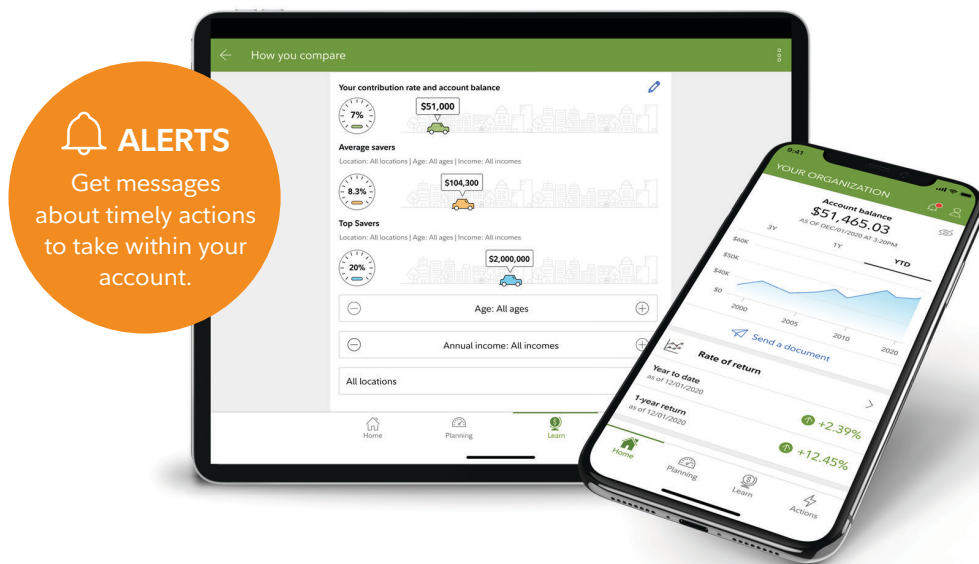 ALERTS
Get messages
about timely actions
to take within your
account.
How you compare
Your contribution rate and account balance
7%
$51,000
Average savers
Location: All locations | Age: All ages | Income: All incomes
8.3%
$104,300
Top Savers
Location: All locations | Age: All ages | Income: All incomes
20%
$2,000,000
Age: All ages
Annual income: All incomes
All locations
Home
Planning
Learn
9:41
YOUR ORGANIZATION
Account balance
$51,465.03
AS OF DEC/01/2020 AT 3:20PM
3Y
1Y
YTD
$60K
$50K
$40K
$0
2000
2005
2010
2020
Send a document
Rate of return
Year to date
as of 12/01/2020
+2.39%
1-year return
as of 12/01/2020
+12.45%
Home
Planning
Learn
Actions